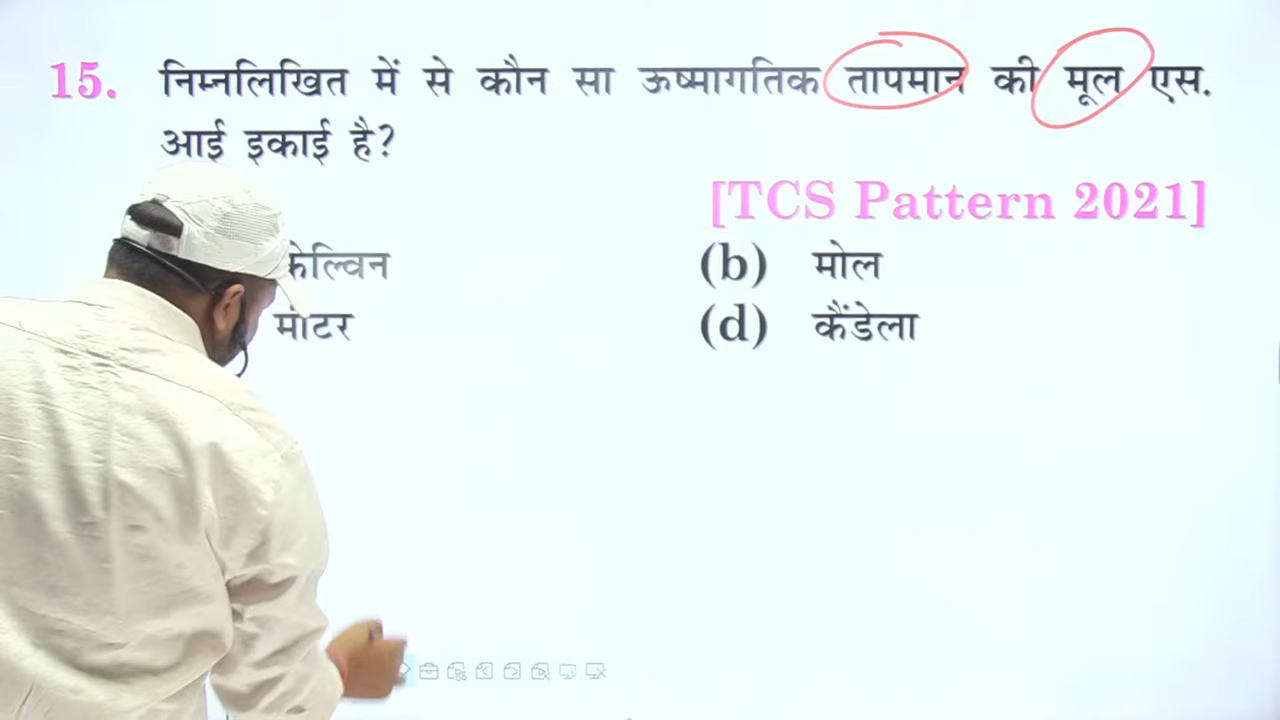 15. निम्नलिखित में से कौन सा ऊष्मागतिक तापमान की मूल एस.
आई इकाई है?
[TCS Pattern 2021]
केल्विन (b) मोल
मीटर (d) कैंडेला